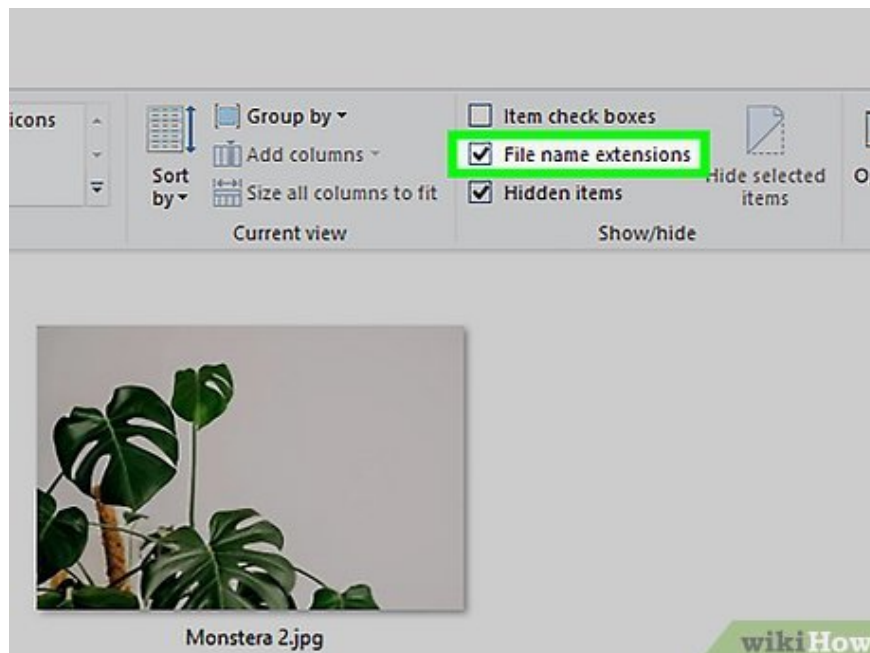 icons
Sort
by
Group by
Add columns
Size all columns to fit
Current view
Item check boxes
File name extensions
Hidden items
Hide selected
items
Show/hide
Monstera 2.jpg
wikiHow